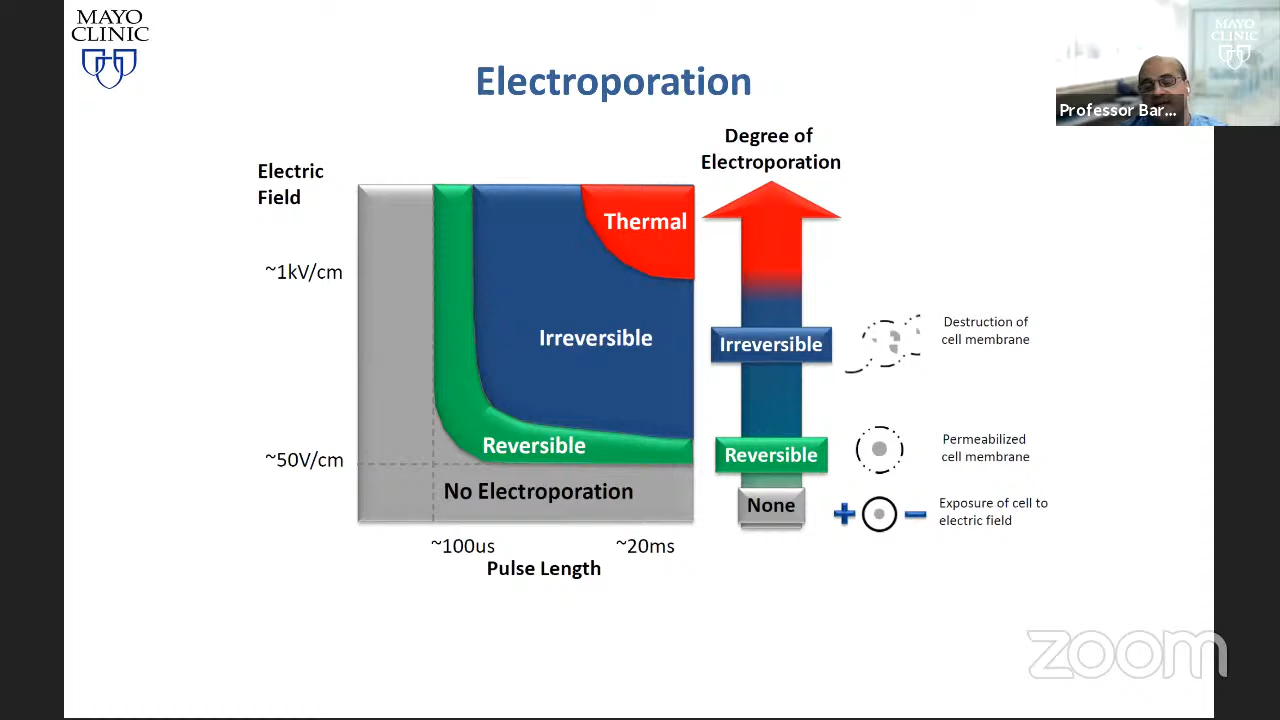 MAYO
CLINIC
MAYO
CLINIC
Professor Bar...
Electroporation
Electric
Field
~1kV/cm
~50V/cm
Thermal
Irreversible
Reversible
No Electroporation
~100us
~20ms
Pulse Length
Degree of
Electroporation
Irreversible
Reversible
None
Destruction of
cell membrane
Permeabilized
cell membrane
+
−
Exposure of cell to
electric field
zoom